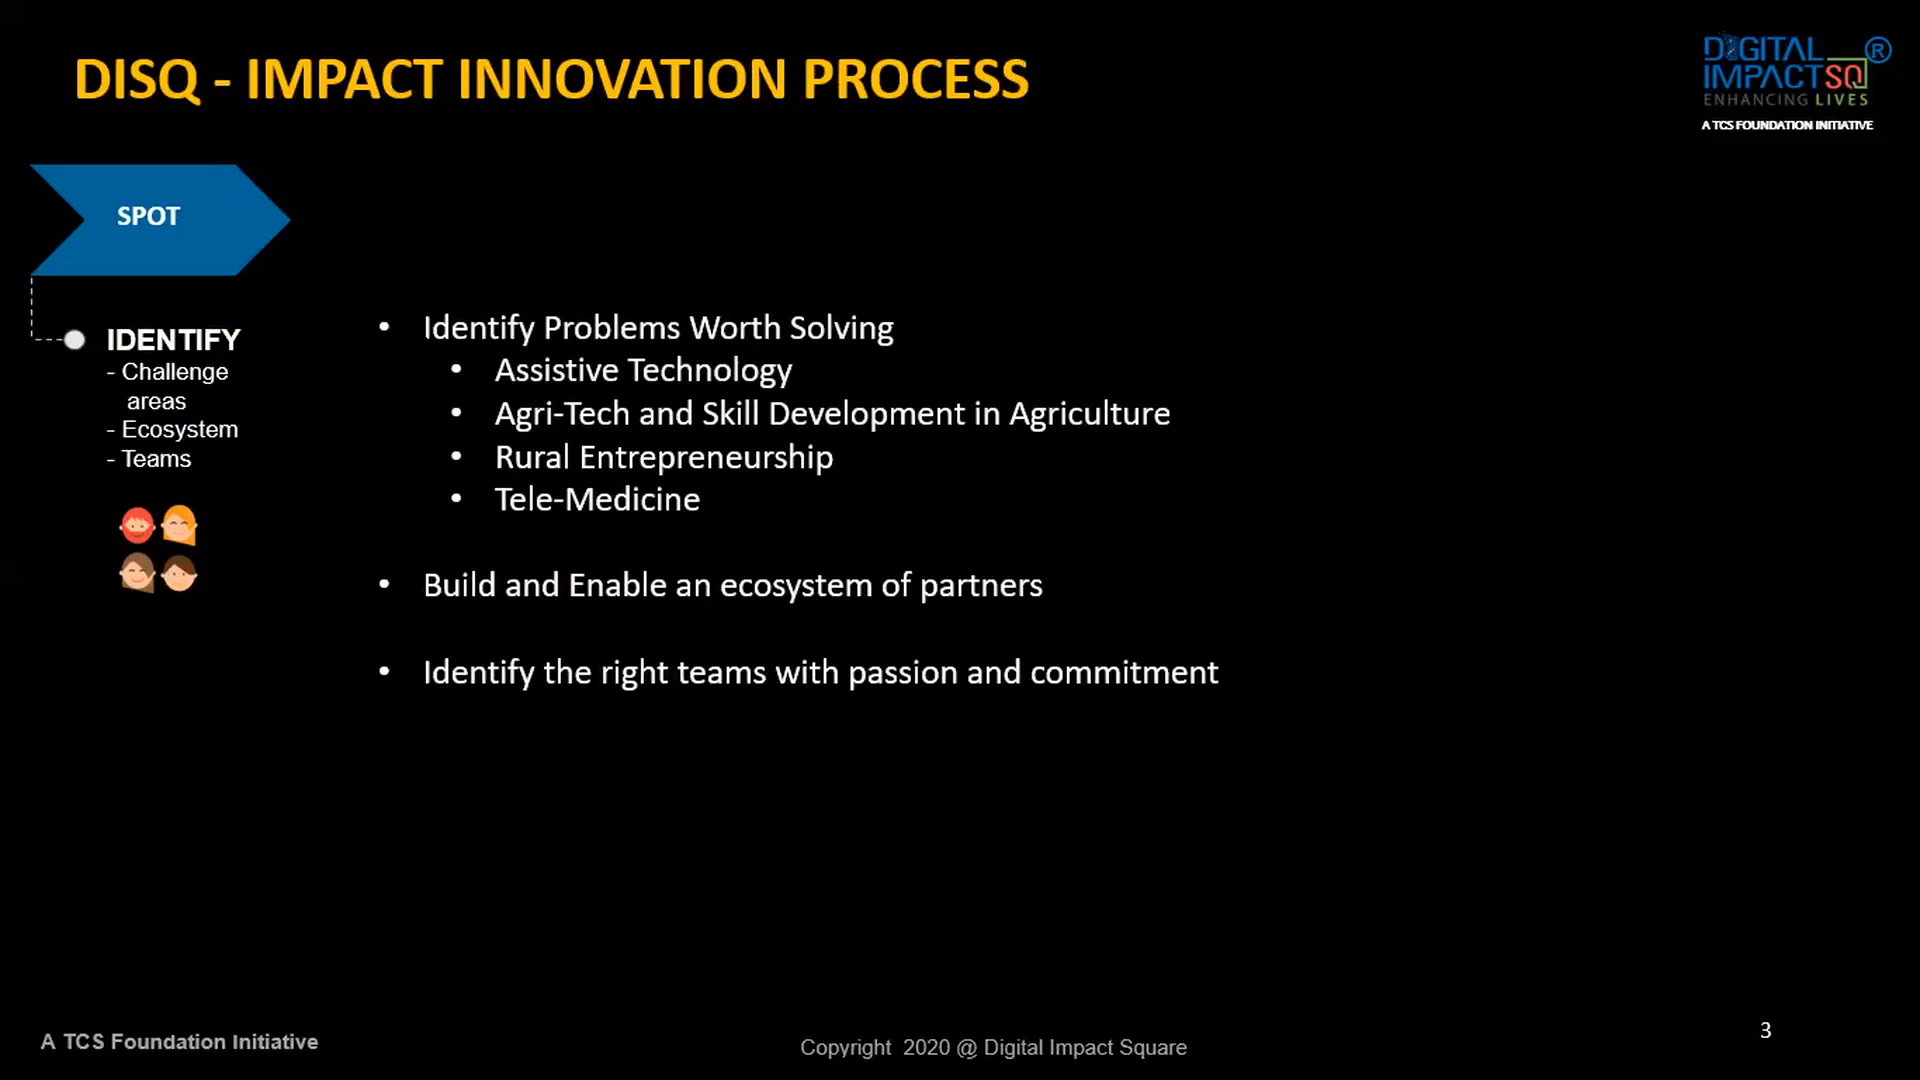 DISQ - IMPACT INNOVATION PROCESS
DIGITAL
IMPACTSQ
®
ENHANCING LIVES
A TCS FOUNDATION INITIATIVE
SPOT
IDENTIFY
- Challenge
areas
- Ecosystem
- Teams
• Identify Problems Worth Solving
• Assistive Technology
• Agri-Tech and Skill Development in Agriculture
• Rural Entrepreneurship
• Tele-Medicine
• Build and Enable an ecosystem of partners
• Identify the right teams with passion and commitment
A TCS Foundation Initiative
Copyright 2020 @ Digital Impact Square
3